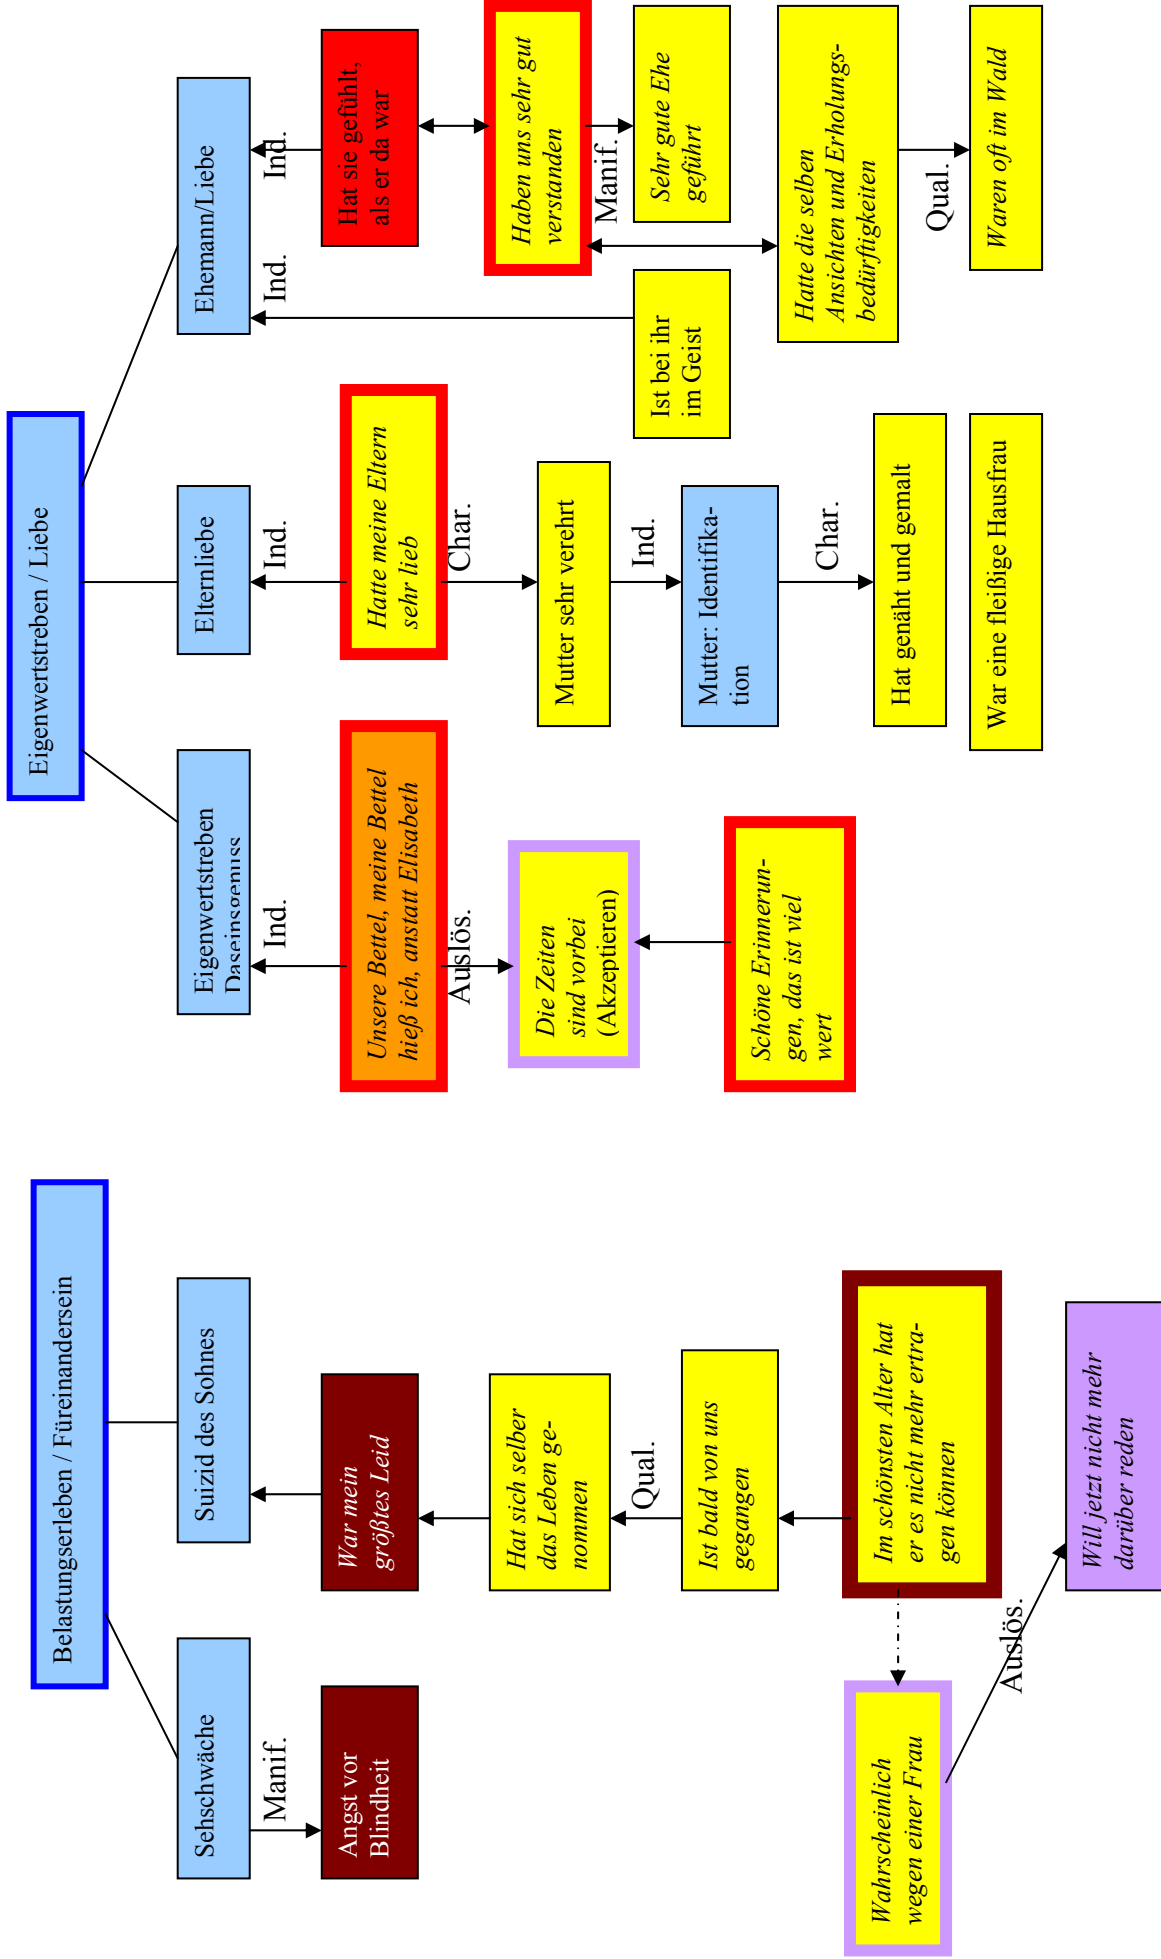 Belastungserleben / Füreinandersein
Sehschwäche
Manif.
Angst vor
Blindheit
Suizid des Sohnes
War mein
größtes Leid
Hat sich selber
das Leben ge-
nommen
Qual.
Ist bald von uns
gegangen
Im schönsten Alter hat
er es nicht mehr ertra-
gen können
Wahrscheinlich
wegen einer Frau
Auslös.
Will jetzt nicht mehr
darüber reden
Eigenwertstreben / Liebe
Eigenwertstreben
Daseinsgenuss
Ind.
Unsere Bettel, meine Bettel
hieß ich, anstatt Elisabeth
Auslös.
Die Zeiten
sind vorbei
(Akzeptieren)
Schöne Erinnerun-
gen, das ist viel
wert
Elternliebe
Ind.
Hatte meine Eltern
sehr lieb
Char.
Mutter sehr verehrt
Ind.
Mutter: Identifika-
tion
Char.
Hat genäht und gemalt
War eine fleißige Hausfrau
Ehemann/Liebe
Ind.
Ind.
Ist bei ihr
im Geist
Hat sie gefühlt,
als er da war
Haben uns sehr gut
verstanden
Manif.
Sehr gute Ehe
geführt
Hatte die selben
Ansichten und Erholungs-
bedürftigkeiten
Qual.
Waren oft im Wald